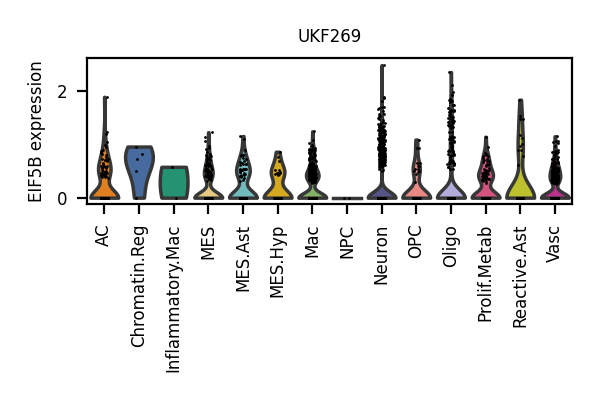 UKF269
EIF5B expression
2
0
AC
Chromatin.Reg
Inflammatory.Mac
MES
MES.Ast
MES.Hyp
Mac
NPC
Neuron
OPC
Oligo
Prolif.Metab
Reactive.Ast
Vasc